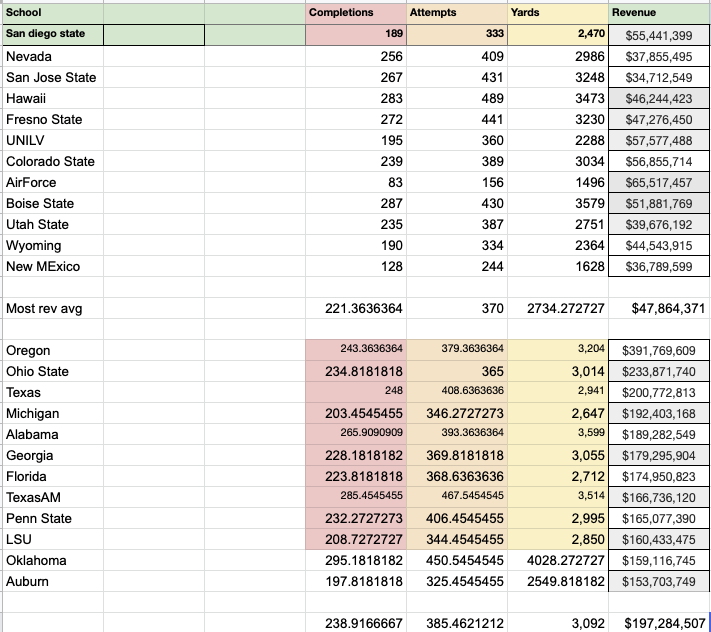 School Completions Attempts Yards Revenue
San diego state 189 333 2,470 $55,441,399
Nevada 256 409 2986 $37,855,495
San Jose State 267 431 3248 $34,712,549
Hawaii 283 489 3473 $46,244,423
Fresno State 272 441 3230 $47,276,450
UNILV 195 360 2288 $57,577,488
Colorado State 239 389 3034 $56,855,714
AirForce 83 156 1496 $65,517,457
Boise State 287 430 3579 $51,881,769
Utah State 235 387 2751 $39,676,192
Wyoming 190 334 2364 $44,543,915
New MExico 128 244 1628 $36,789,599
Most rev avg 221.3636364 370 2734.272727 $47,864,371
Oregon 243.3636364 379.3636364 3,204 $391,769,609
Ohio State 234.8181818 365 3,014 $233,871,740
Texas 248 408.6363636 2,941 $200,772,813
Michigan 203.4545455 346.2727273 2,647 $192,403,168
Alabama 265.9090909 393.3636364 3,599 $189,282,549
Georgia 228.1818182 369.8181818 3,055 $179,295,904
Florida 223.8181818 368.6363636 2,712 $174,950,823
TexasAM 285.4545455 467.5454545 3,514 $166,736,120
Penn State 232.2727273 406.4545455 2,995 $165,077,390
LSU 208.7272727 344.4545455 2,850 $160,433,475
Oklahoma 295.1818182 450.5454545 4028.272727 $159,116,745
Auburn 197.8181818 325.4545455 2549.818182 $153,703,749
238.9166667 385.4621212 3,092 $197,284,507